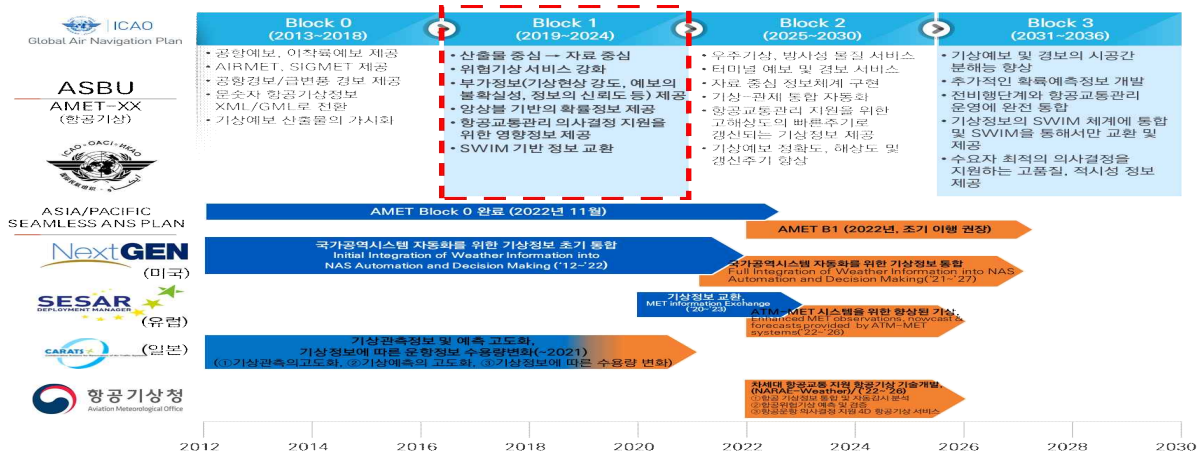 ICAO
Global Air Navigation Plan
Block 0
(2013~2018)
Block 1
(2019~2024)
Block 2
(2025~2030)
Block 3
(2031~2036)
ASBU
AMET-XX
(항공기상)
• 공항예보, 이착륙예보 제공
• AIRMET, SIGMET 제공
• 공항경보/급변풍 경보 제공
• 문숫자 항공기상정보
XML/GML로 전환
• 기상예보 산출물의 가시화
• 산출물 중심 → 자료 중심
• 위험기상 서비스 강화
• 부가정보(기상현상 강도, 예보의
불확실성, 정보의 신뢰도 등) 제공
• 앙상블 기반의 확률정보 제공
• 항공교통관리 의사결정 지원을
위한 영향정보 제공
• SWIM 기반 정보 교환
• 우주기상, 방사성 물질 서비스
• 터미널 예보 및 경보 서비스
• 자료 중심 정보체계 구현
• 기상-관제 통합 자동화
• 항공교통관리 지원을 위한
고해상도의 빠른주기로
갱신되는 기상정보 제공
• 기상예보 정확도, 해상도 및
갱신주기 향상
• 기상예보 및 경보의 시공간
분해능 향상
• 추가적인 확률예측정보 개발
• 전비행단계와 항공교통관리
운영에 완전 통합
• 기상정보의 SWIM 체계에 통합
및 SWIM을 통해서만 교환 및
제공
• 수요자 최적의 의사결정을
지원하는 고품질, 적시성 정보
제공
ASIA/PACIFIC
SEAMLESS ANS PLAN
AMET Block 0 완료 (2022년 11월)
AMET B1 (2022년, 조기 이행 권장)
NextGEN
(미국)
국가공역시스템 자동화를 위한 기상정보 초기 통합
Initial Integration of Weather Information into
NAS Automation and Decision Making ('12~'22)
국가공역시스템 자동화를 위한 기상정보 통합
Full Integration of Weather Information into NAS
Automation and Decision Making('21~'27)
SESAR
DEPLOYMENT MANAGER
(유럽)
기상정보 교환,
MET Information Exchange
('20~'23)
ATM-MET 시스템을 위한 향상된 기상,
Enhanced MET observations, nowcast &
forecasts provided by ATM-MET
systems('22~'26)
CARATS
(일본)
기상관측정보 및 예측 고도화,
기상정보에 따른 운항정보 수용량변화(~2021)
(①기상관측의고도화, ②기상예측의 고도화, ③기상정보에 따른 수용량 변화)
항공기상청
Aviation Meteorological Office
차세대 항공교통 지원 항공기상 기술개발,
(NARAE-Weather)/ ('22~'26)
①항공 기상정보 통합 및 자동감시 분석
②항공위험기상 예측 및 검증
③항공운항 의사결정 지원 4D 항공기상 서비스
2012 2014 2016 2018 2020 2022 2024 2026 2028 2030